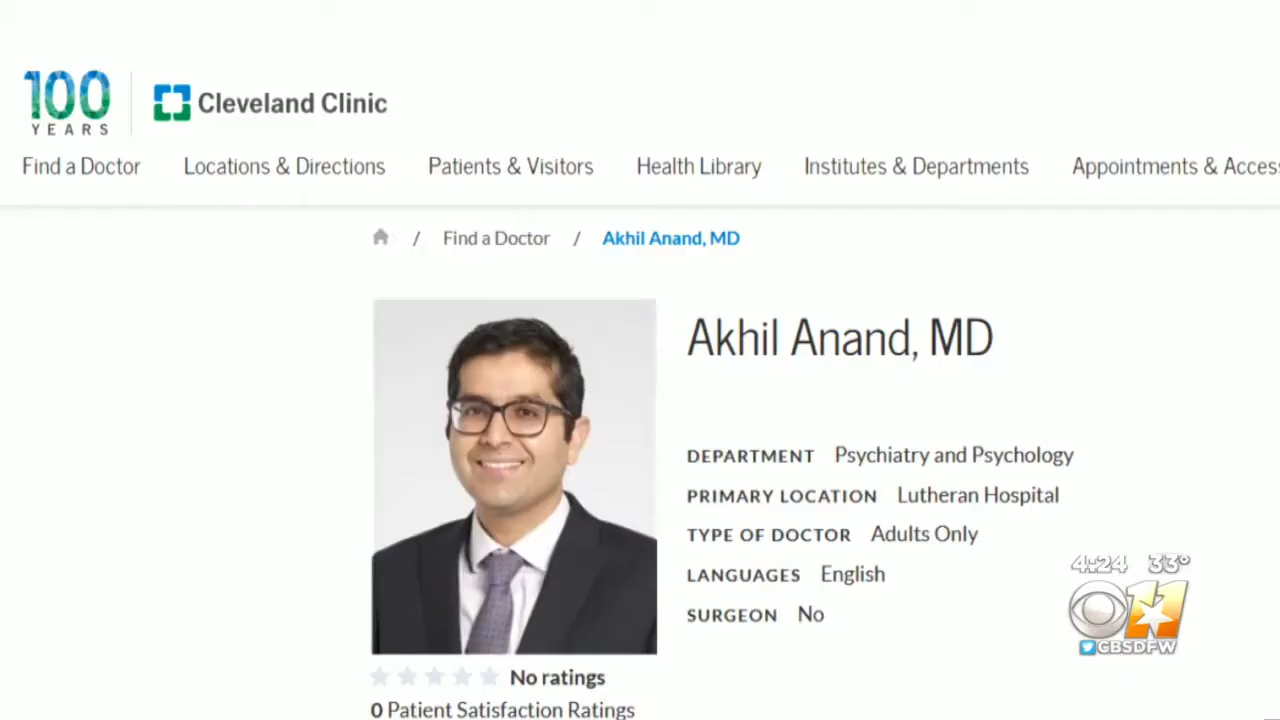 100
YEARS
Cleveland Clinic
Find a Doctor Locations & Directions Patients & Visitors Health Library Institutes & Departments Appointments & Acces
/ Find a Doctor / Akhil Anand, MD
Akhil Anand, MD
DEPARTMENT Psychiatry and Psychology
PRIMARY LOCATION Lutheran Hospital
TYPE OF DOCTOR Adults Only
LANGUAGES English
SURGEON No
No ratings
0 Patient Satisfaction Ratings
4:24 33°
11
CBSDFW